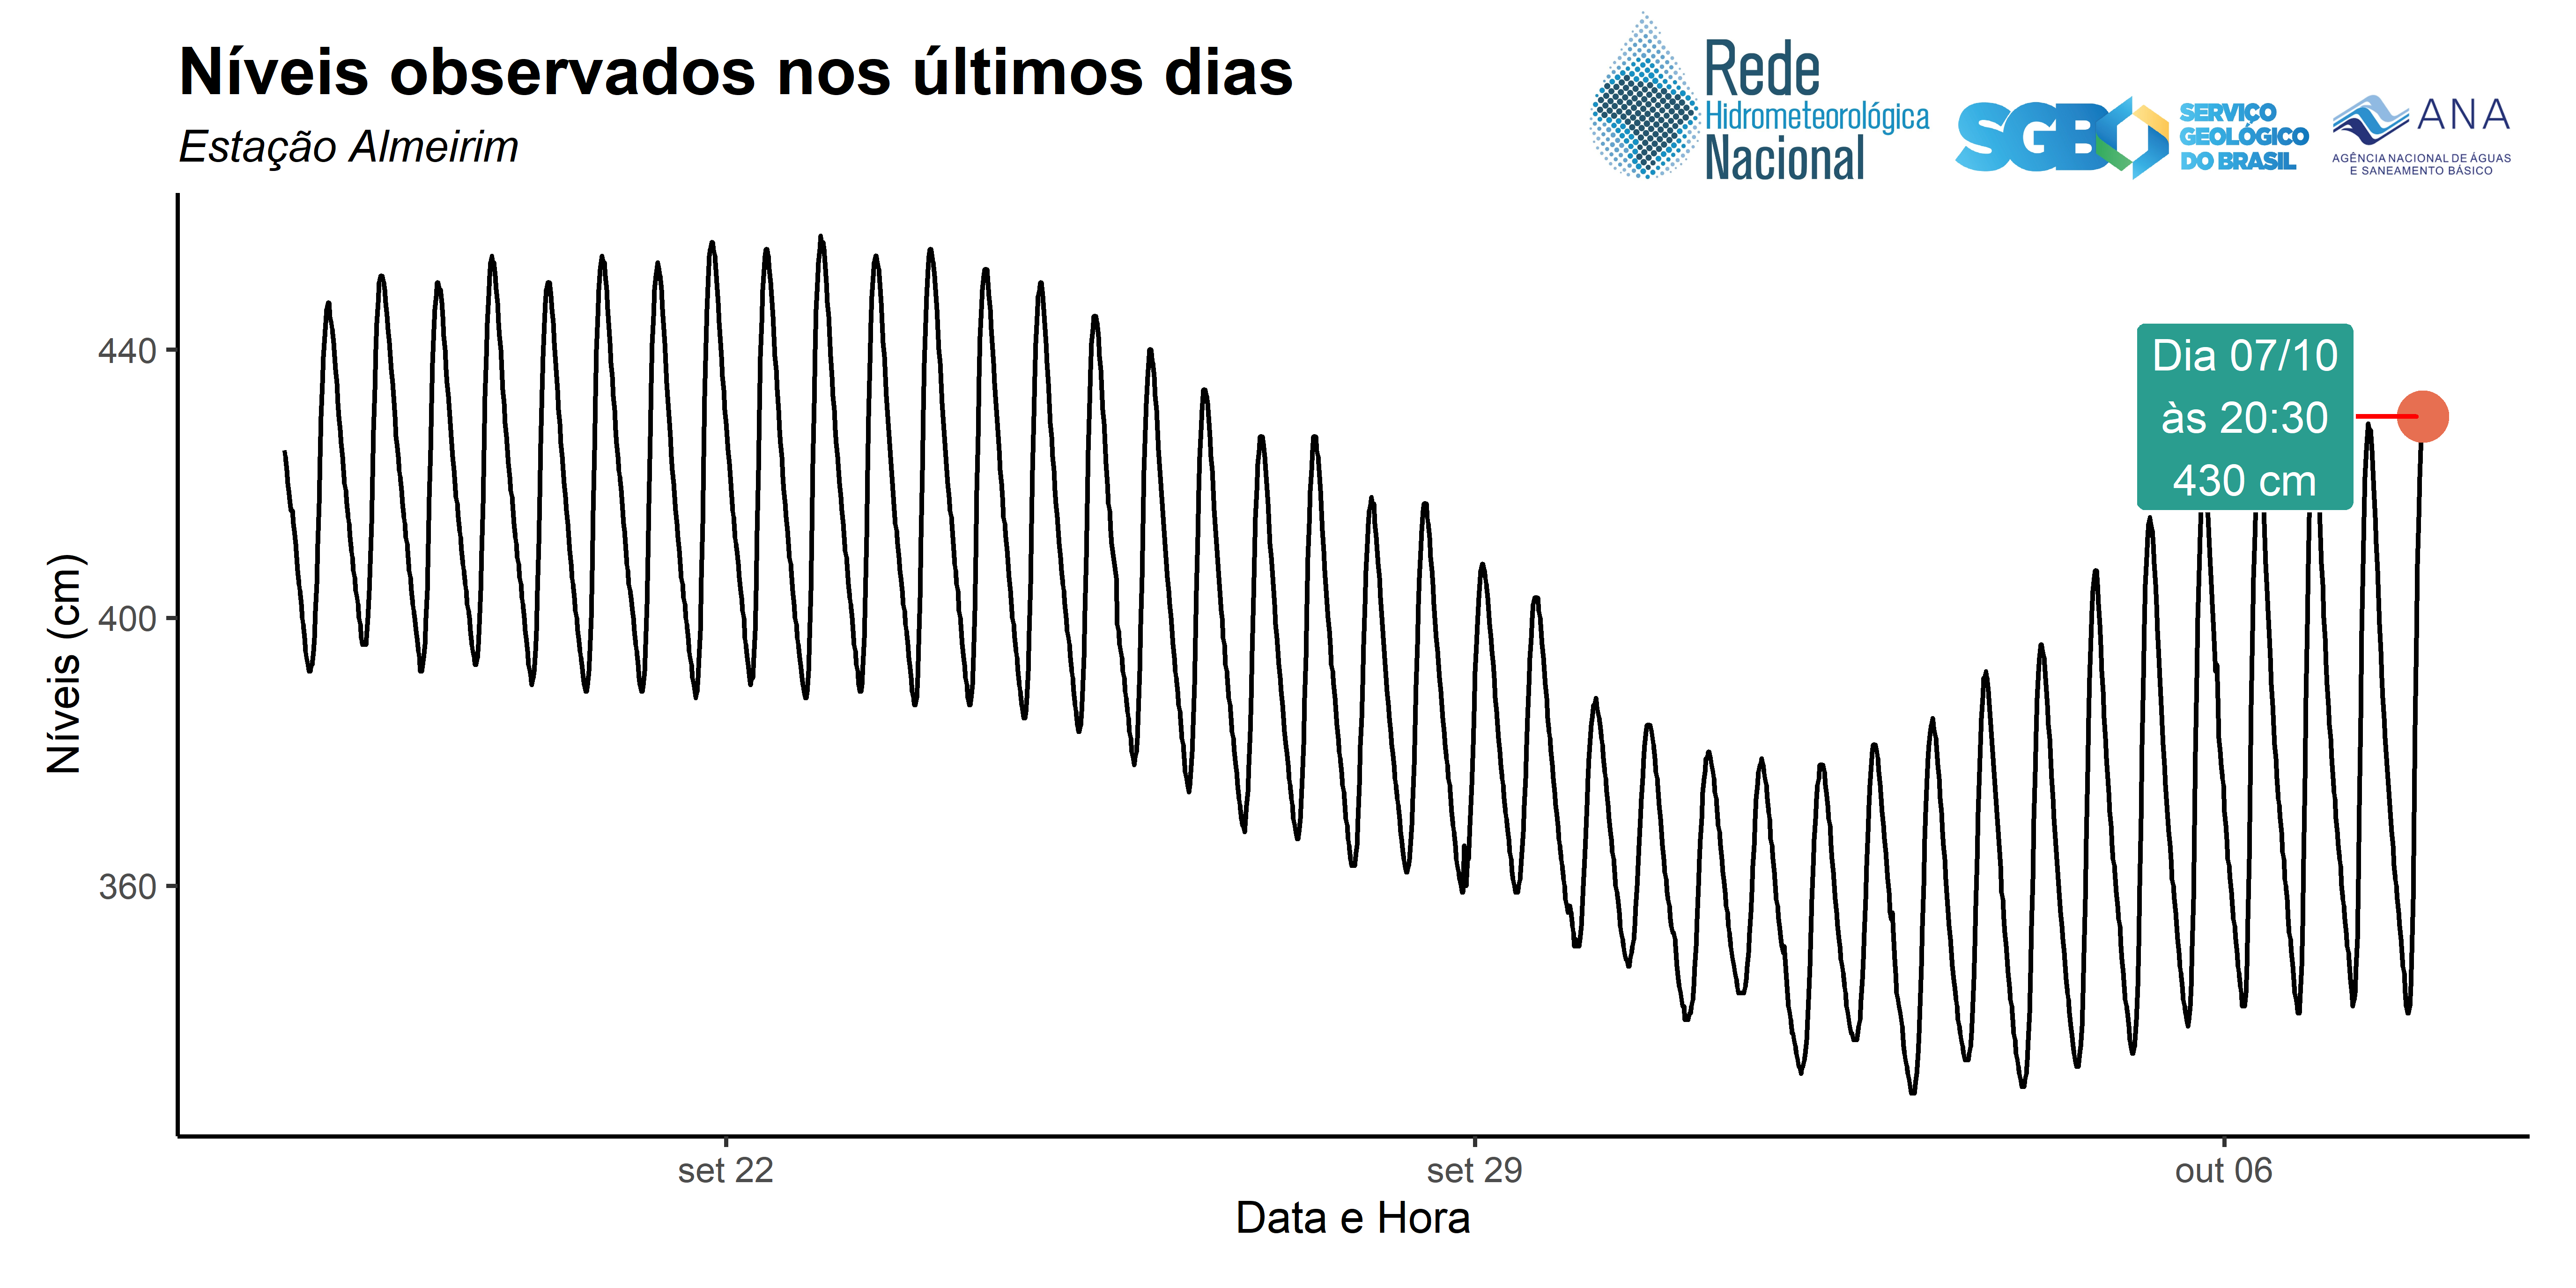 Níveis observados nos últimos dias
Estação Almeirim
Rede
Hidrometeorológica
Nacional
SGB
SERVIÇO
GEOLÓGICO
DO BRASIL
ANA
AGÊNCIA NACIONAL DE ÁGUAS
E SANEAMENTO BÁSICO
Níveis (cm)
440
400
360
Dia 07/10
às 20:30
430 cm
set 22
set 29
out 06
Data e Hora